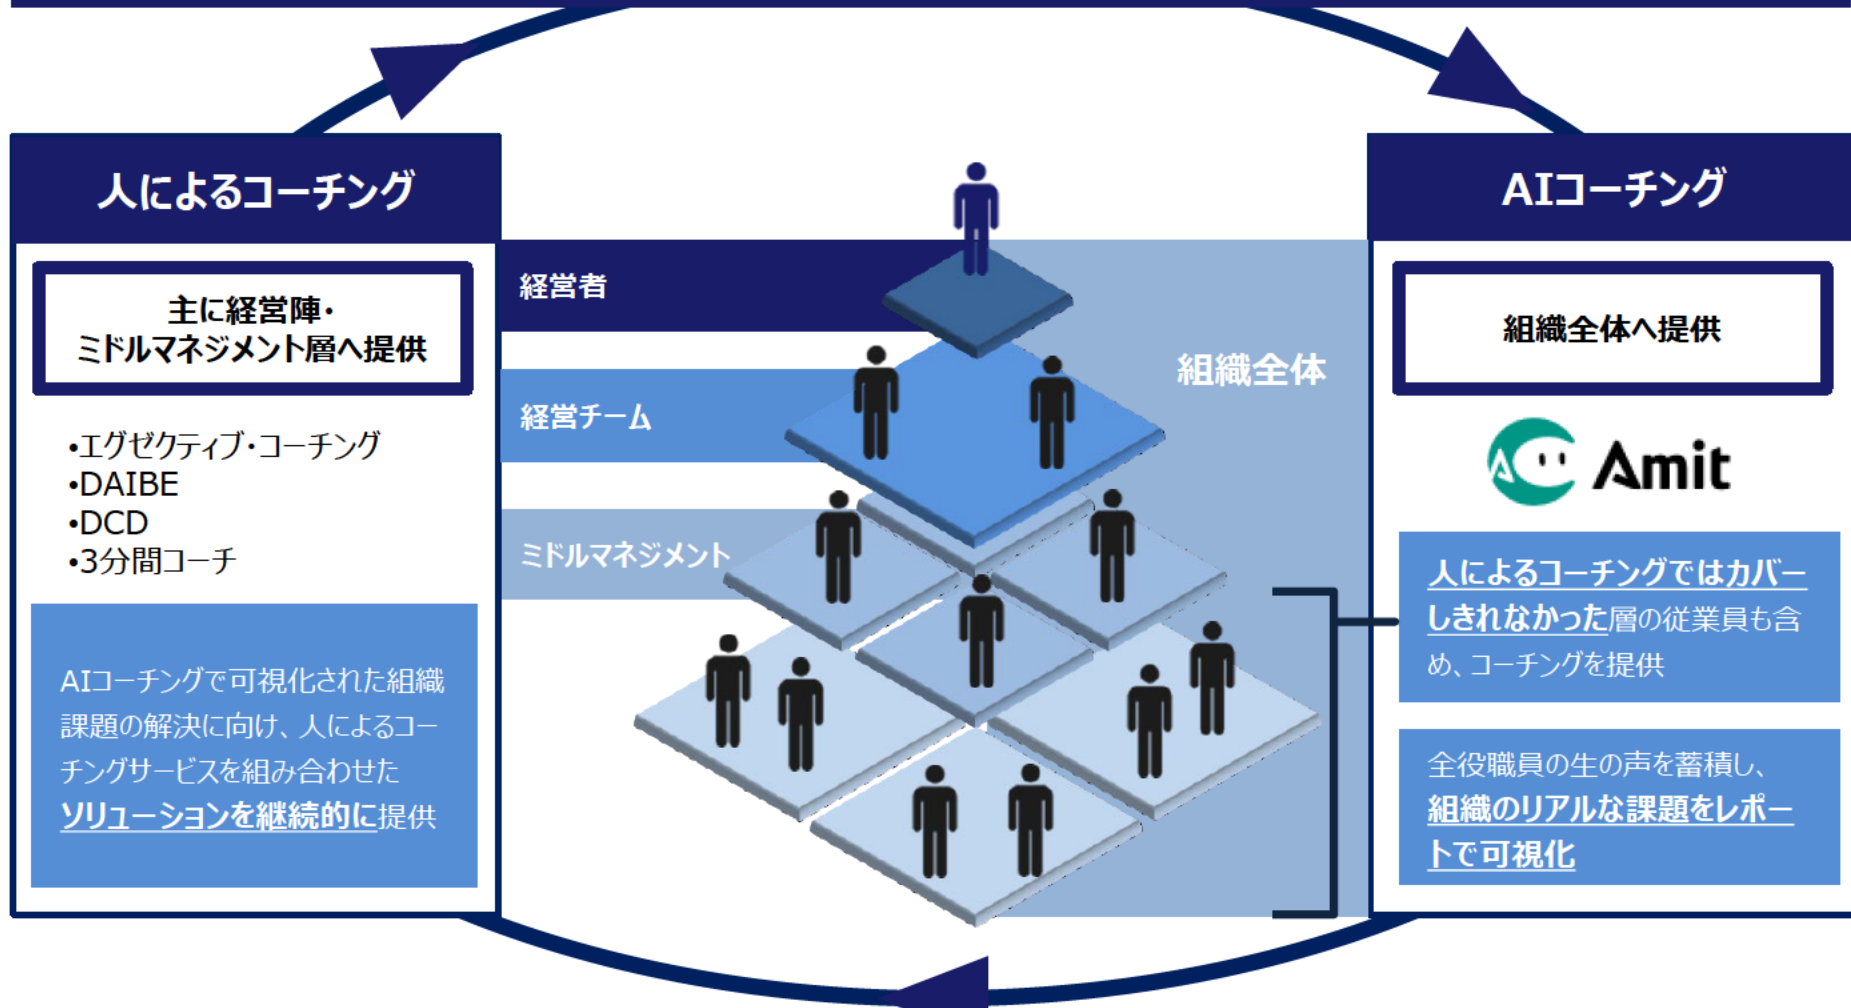 人によるコーチング
主に経営陣・
ミドルマネジメント層へ提供
•エグゼクティブ・コーチング
•DAIBE
•DCD
•3分間コーチ
AIコーチングで可視化された組織
課題の解決に向け、人によるコー
チングサービスを組み合わせた
ソリューションを継続的に提供
経営者
経営チーム
ミドルマネジメント
組織全体
AIコーチング
組織全体へ提供
Amit
人によるコーチングではカバー
しきれなかった層の従業員も含
め、コーチングを提供
全役職員の生の声を蓄積し、
組織のリアルな課題をレポー
トで可視化